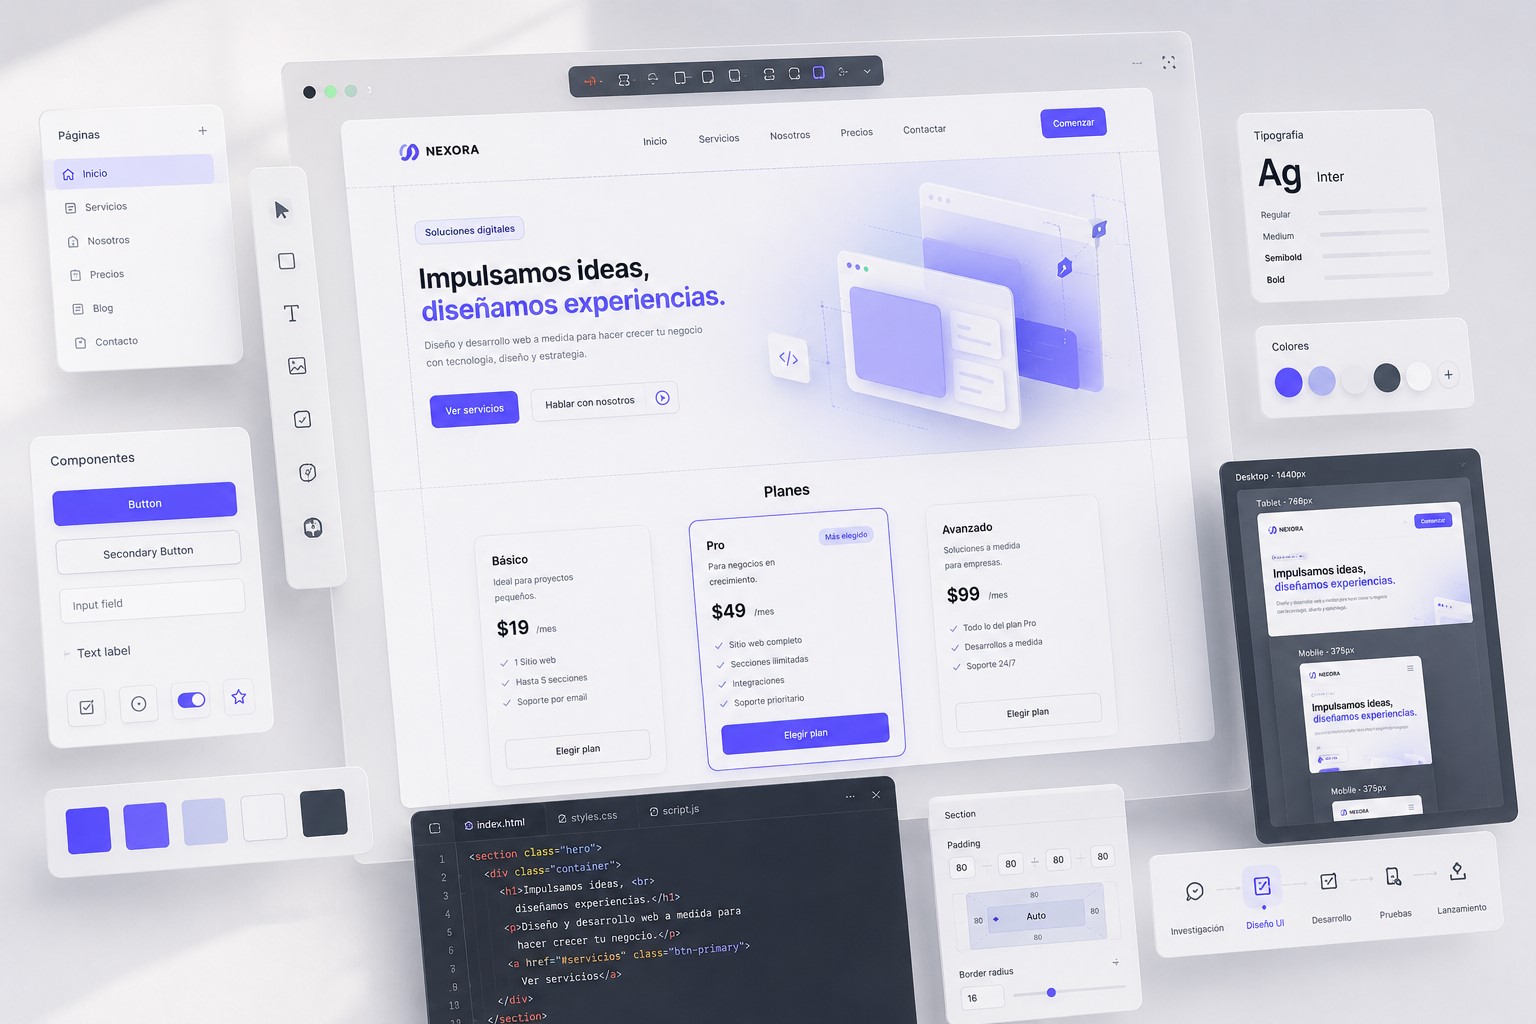 Páginas
Inicio
Servicios
Nosotros
Precios
Blog
Contacto
Componentes
Button
Secondary Button
Input field
Text label
NEXORA
Inicio
Servicios
Nosotros
Precios
Contactar
Comenzar
Soluciones digitales
Impulsamos ideas,
diseñamos experiencias.
Diseño y desarrollo web a medida para hacer crecer tu negocio
con tecnología, diseño y estrategia.
Ver servicios
Hablar con nosotros
</>
Planes
Básico
Ideal para proyectos
pequeños.
$19 /mes
1 Sitio web
Hasta 5 secciones
Soporte por email
Elegir plan
Pro
Más elegido
Para negocios en
crecimiento.
$49 /mes
Sitio web completo
Secciones ilimitadas
Integraciones
Soporte prioritario
Elegir plan
Avanzado
Soluciones a medida
para empresas.
$99 /mes
Todo lo del plan Pro
Desarrollos a medida
Soporte 24/7
Elegir plan
Tipografia
Ag Inter
Regular
Medium
Semibold
Bold
Colores
Desktop - 1440px
Tablet - 768px
NEXORA
Comenzar
Impulsamos ideas,
diseñamos experiencias.
Mobile - 375px
NEXORA
Impulsamos ideas,
diseñamos experiencias.
Mobile - 375px
NEXORA
index.html
styles.css
script.js
1 <section class="hero">
2 <div class="container">
3 <h1>Impulsamos ideas, <br>
4 diseñamos experiencias.</h1>
5 <p>Diseño y desarrollo web a medida para
6 hacer crecer tu negocio.</p>
<a href="#servicios" class="btn-primary">
Ver servicios</a>
</div>
</section>
Section
Padding
80
80
80
80
80
80 Auto 80
80
Border radius
16
Investigación
Diseño UI
Desarrollo
Pruebas
Lanzamiento